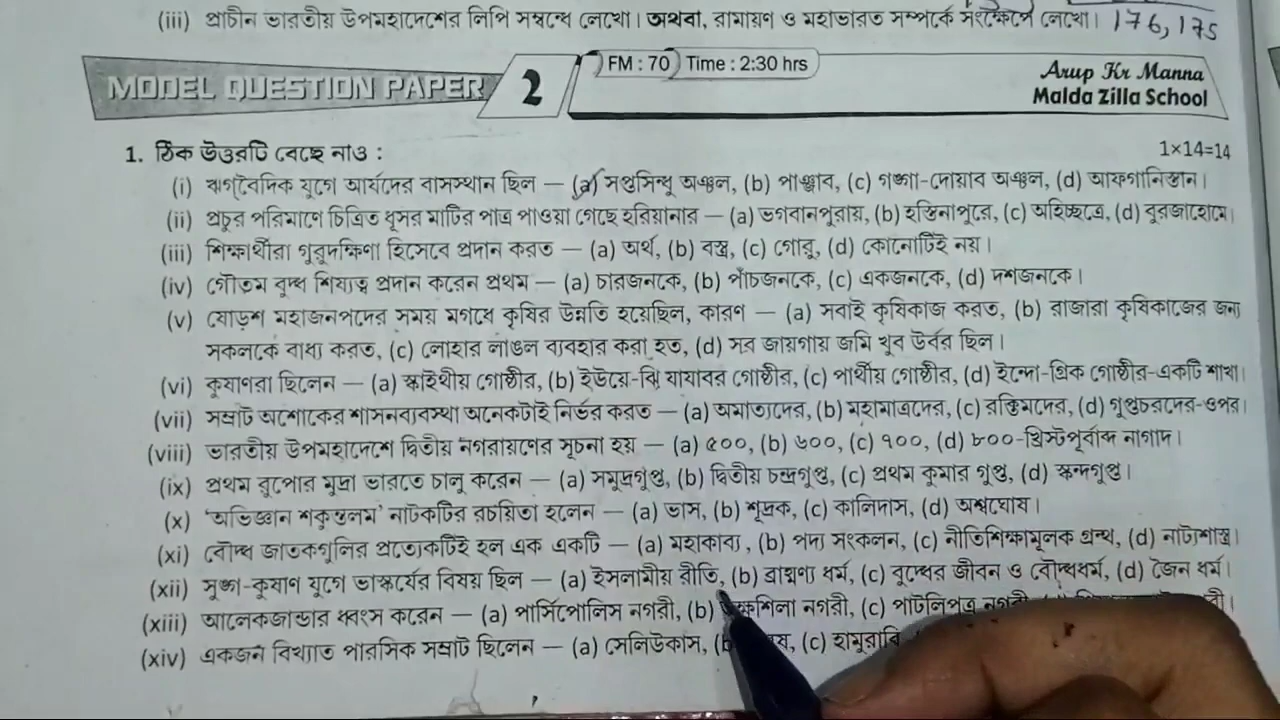 (iii) প্রাচীন ভারতীয় উপমহাদেশের লিপি সম্বন্ধে লেখো। অথবা, রামায়ণ ও মহাভারত সম্পর্কে সংক্ষেপে লেখো। 176, 175
MODEL QUESTION PAPER 2 FM : 70 Time : 2:30 hrs
Arup Kr Manna
Malda Zilla School
1. ঠিক উত্তরটি বেছে নাও : 1×14=14
(i) ঋগ্‌বৈদিক যুগে আর্যদের বাসস্থান ছিল — (a) সপ্তসিন্ধু অঞ্চল, (b) পাঞ্জাব, (c) গঙ্গা-দোয়াব অঞ্চল, (d) আফগানিস্তান।
(ii) প্রচুর পরিমাণে চিত্রিত ধূসর মাটির পাত্র পাওয়া গেছে হরিয়ানার — (a) ভগবানপুরায়, (b) হস্তিনাপুরে, (c) অহিচ্ছত্রে, (d) বুরজাহোমে।
(iii) শিক্ষার্থীরা গুরুদক্ষিণা হিসেবে প্রদান করত — (a) অর্থ, (b) বস্ত্র, (c) গোরু, (d) কোনোটিই নয়।
(iv) গৌতম বুদ্ধ শিষ্যত্ব প্রদান করেন প্রথম — (a) চারজনকে, (b) পাঁচজনকে, (c) একজনকে, (d) দশজনকে।
(v) ষোড়শ মহাজনপদের সময় মগধে কৃষির উন্নতি হয়েছিল, কারণ — (a) সবাই কৃষিকাজ করত, (b) রাজারা কৃষিকাজের জন্য
সকলকে বাধ্য করত, (c) লোহার লাঙল ব্যবহার করা হত, (d) সব জায়গায় জমি খুব উর্বর ছিল।
(vi) কুষাণরা ছিলেন — (a) স্কাইথীয় গোষ্ঠীর, (b) ইউয়ে-ঝি যাযাবর গোষ্ঠীর, (c) পার্থীয় গোষ্ঠীর, (d) ইন্দো-গ্রিক গোষ্ঠীর-একটি শাখা।
(vii) সম্রাট অশোকের শাসনব্যবস্থা অনেকটাই নির্ভর করত — (a) অমাত্যদের, (b) মহামাত্রদের, (c) রত্তিমদের, (d) গুপ্তচরদের-ওপর।
(viii) ভারতীয় উপমহাদেশে দ্বিতীয় নগরায়ণের সূচনা হয় — (a) ৫০০, (b) ৬০০, (c) ৭০০, (d) ৮০০-খ্রিস্টপূর্বাব্দ নাগাদ।
(ix) প্রথম রুপোর মুদ্রা ভারতে চালু করেন — (a) সমুদ্রগুপ্ত, (b) দ্বিতীয় চন্দ্রগুপ্ত, (c) প্রথম কুমার গুপ্ত, (d) স্কন্দগুপ্ত।
(x) ‘অভিজ্ঞান শকুন্তলম’ নাটকটির রচয়িতা হলেন — (a) ভাস, (b) শূদ্রক, (c) কালিদাস, (d) অশ্বঘোষ।
(xi) বৌদ্ধ জাতকগুলির প্রত্যেকটিই হল এক একটি — (a) মহাকাব্য, (b) পদ্য সংকলন, (c) নীতিশিক্ষামূলক গ্রন্থ, (d) নাট্যশাস্ত্র।
(xii) সুঙ্গ-কুষাণ যুগে ভাস্কর্যের বিষয় ছিল — (a) ইসলামীয় রীতি, (b) ব্রাহ্মণ্য ধর্ম, (c) বুদ্ধের জীবন ও বৌদ্ধধর্ম, (d) জৈন ধর্ম।
(xiii) আলেকজান্ডার ধ্বংস করেন — (a) পার্সিপোলিস নগরী, (b) নগরী, (c) পাটলিপুত্র
(xiv) একজন বিখ্যাত পারসিক সম্রাট ছিলেন — (a) সেলিউকাস, (c) হামুরাবি